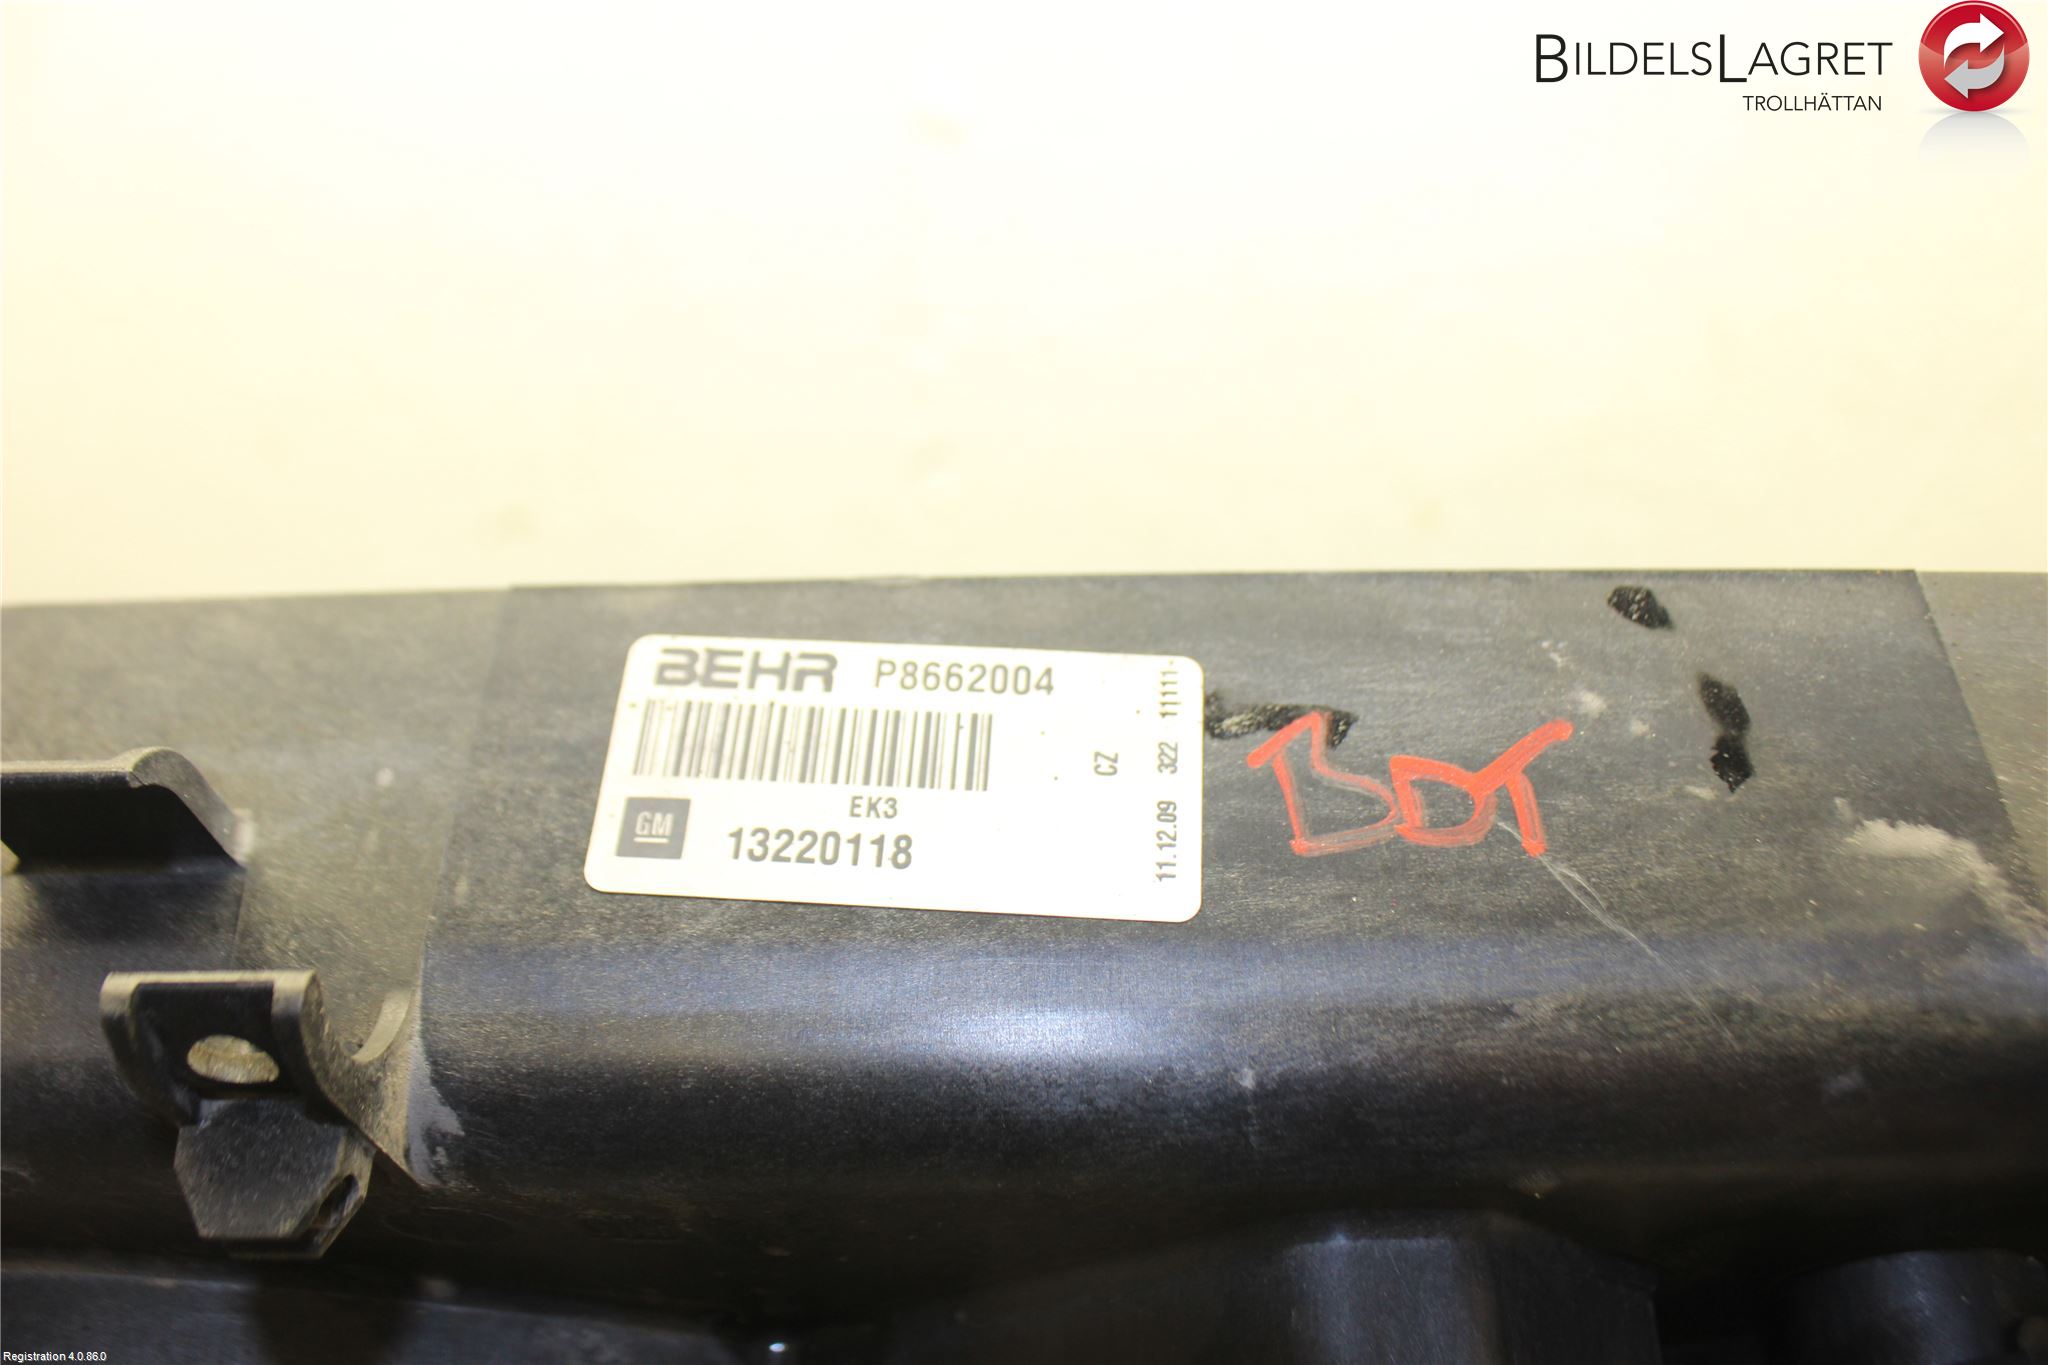 BILDELSLAGRET
TROLLHÄTTAN
BEHR P8662004
EK3
GM 13220118
CZ
11.12.09 322 11111-
BDT
Registration 4.0.86.0